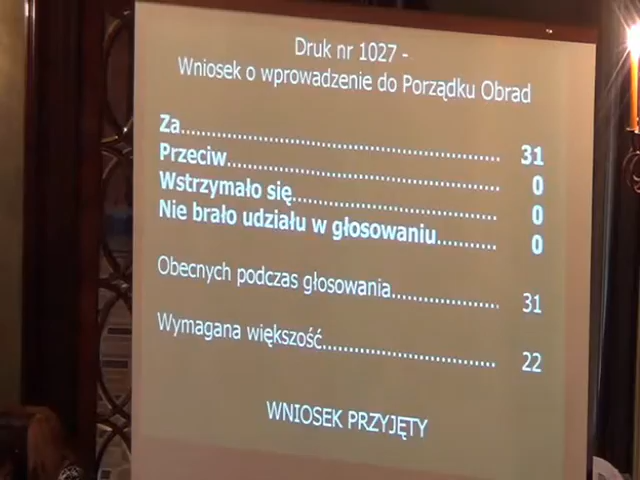 Druk nr 1027 -
Wniosek o wprowadzenie do Porządku Obrad
Za.................................................... 31
Przeciw............................................. 0
Wstrzymało się.................................. 0
Nie brało udziału w głosowaniu.......... 0
Obecnych podczas głosowania.................. 31
Wymagana większość............................. 22
WNIOSEK PRZYJĘTY